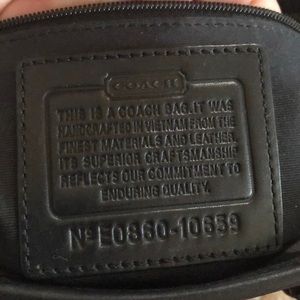 COACH
THIS IS A COACH BAG.IT WAS
HANDCRAFTED IN VIETNAM FROM THE
FINEST MATERIALS AND LEATHER.
ITS SUPERIOR CRAFTSMANSHIP
REFLECTS OUR COMMITMENT TO
ENDURING QUALITY.
Nº E0860-10659